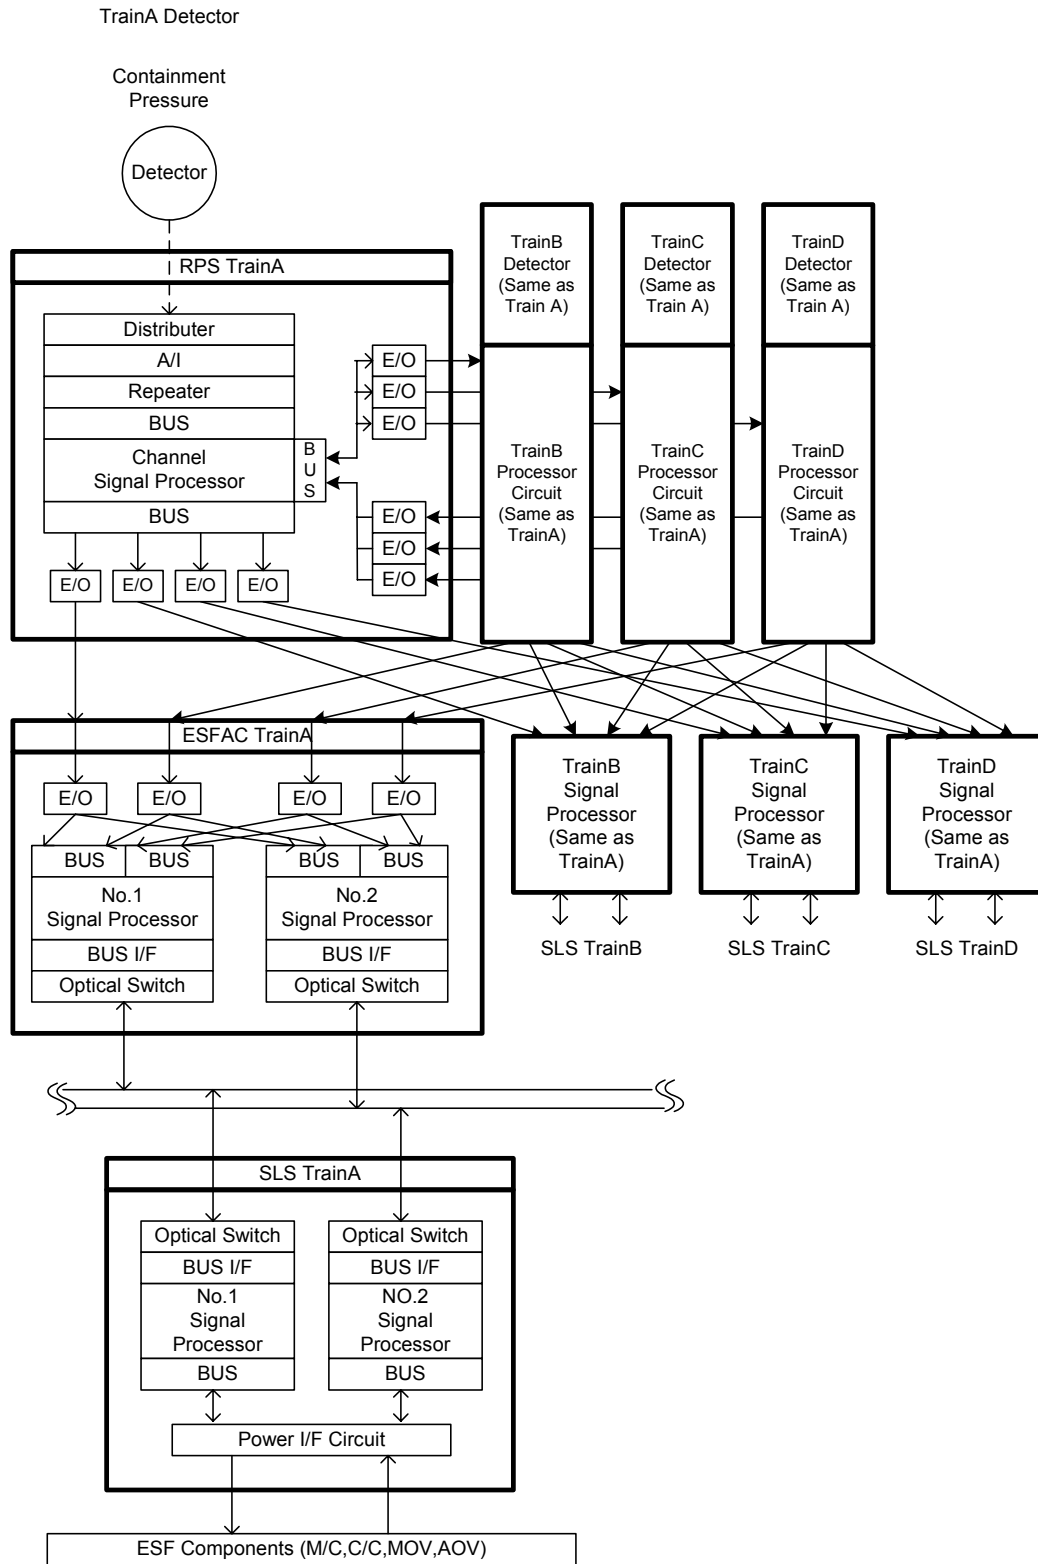 TrainA Detector
Containment
Pressure
Detector
RPS TrainA
Distributer
A/I
Repeater
BUS
Channel
Signal Processor
BUS
B
U
S
E/O
E/O
E/O
E/O
E/O
E/O
E/O
E/O
E/O
E/O
TrainB
Detector
(Same as
Train A)
TrainC
Detector
(Same as
Train A)
TrainD
Detector
(Same as
Train A)
TrainB
Processor
Circuit
(Same as
TrainA)
TrainC
Processor
Circuit
(Same as
TrainA)
TrainD
Processor
Circuit
(Same as
TrainA)
ESFAC TrainA
E/O
E/O
E/O
E/O
BUS
BUS
No.1
Signal Processor
BUS I/F
Optical Switch
BUS
BUS
No.2
Signal Processor
BUS I/F
Optical Switch
TrainB
Signal
Processor
(Same as
TrainA)
TrainC
Signal
Processor
(Same as
TrainA)
TrainD
Signal
Processor
(Same as
TrainA)
SLS TrainB
SLS TrainC
SLS TrainD
SLS TrainA
Optical Switch
BUS I/F
No.1
Signal
Processor
BUS
Optical Switch
BUS I/F
NO.2
Signal
Processor
BUS
Power I/F Circuit
ESF Components (M/C,C/C,MOV,AOV)